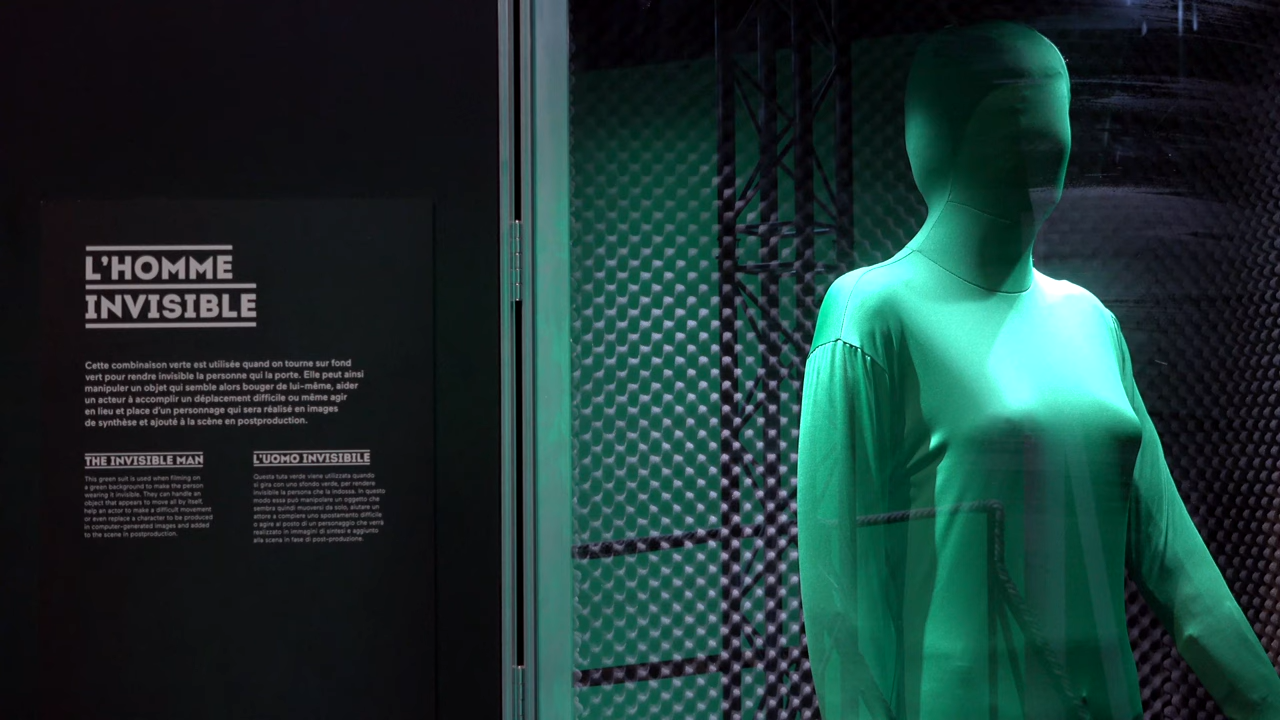 L'HOMME
INVISIBLE
Cette combinaison verte est utilisée quand on tourne sur fond
vert pour rendre invisible la personne qui la porte. Elle peut ainsi
manipuler un objet qui semble alors bouger de lui-même, aider
un acteur à accomplir un déplacement difficile ou même agir
en lieu et place d'un personnage qui sera réalisé en images
de synthèse et ajouté à la scène en postproduction.
THE INVISIBLE MAN
This green suit is used when filming on
a green background to make the person
wearing it invisible. They can handle an
object that appears to move all by itself,
help an actor to make a difficult movement
or even replace a character to be produced
in computer-generated images and added
to the scene in postproduction.
L'UOMO INVISIBILE
Questa tuta verde viene utilizzata quando
si gira con uno sfondo verde, per rendere
invisibile la persona che la indossa. In questo
modo essa può manipolare un oggetto che
sembra quindi muoversi da solo, aiutare un
attore a compiere uno spostamento difficile
o agire al posto di un personaggio che verrà
realizzato in immagini di sintesi e aggiunto
alla scena in fase di post-produzione.